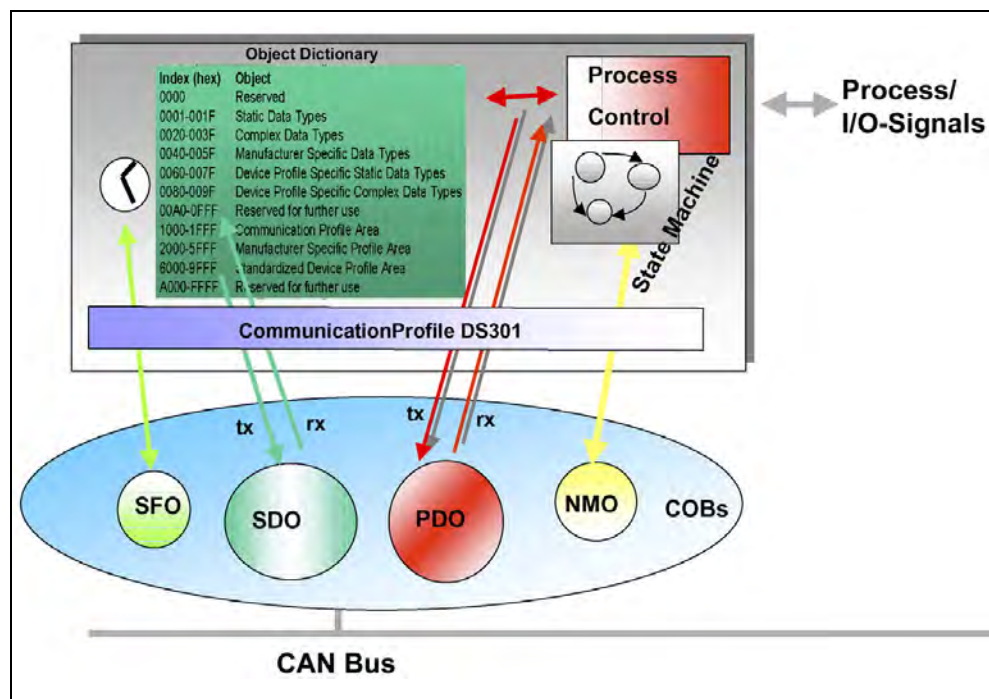 Object Dictionary
Index (hex) Object
0000 Reserved
0001-001F Static Data Types
0020-003F Complex Data Types
0040-005F Manufacturer Specific Data Types
0060-007F Device Profile Specific Static Data Types
0080-009F Device Profile Specific Complex Data Types
00A0-0FFF Reserved for further use
1000-1FFF Communication Profile Area
2000-5FFF Manufacturer Specific Profile Area
6000-9FFF Standardized Device Profile Area
A000-FFFF Reserved for further use
Process
Control
State Machine
Process/
I/O-Signals
CommunicationProfile DS301
tx rx tx rx
SFO SDO PDO NMO COBs
CAN Bus